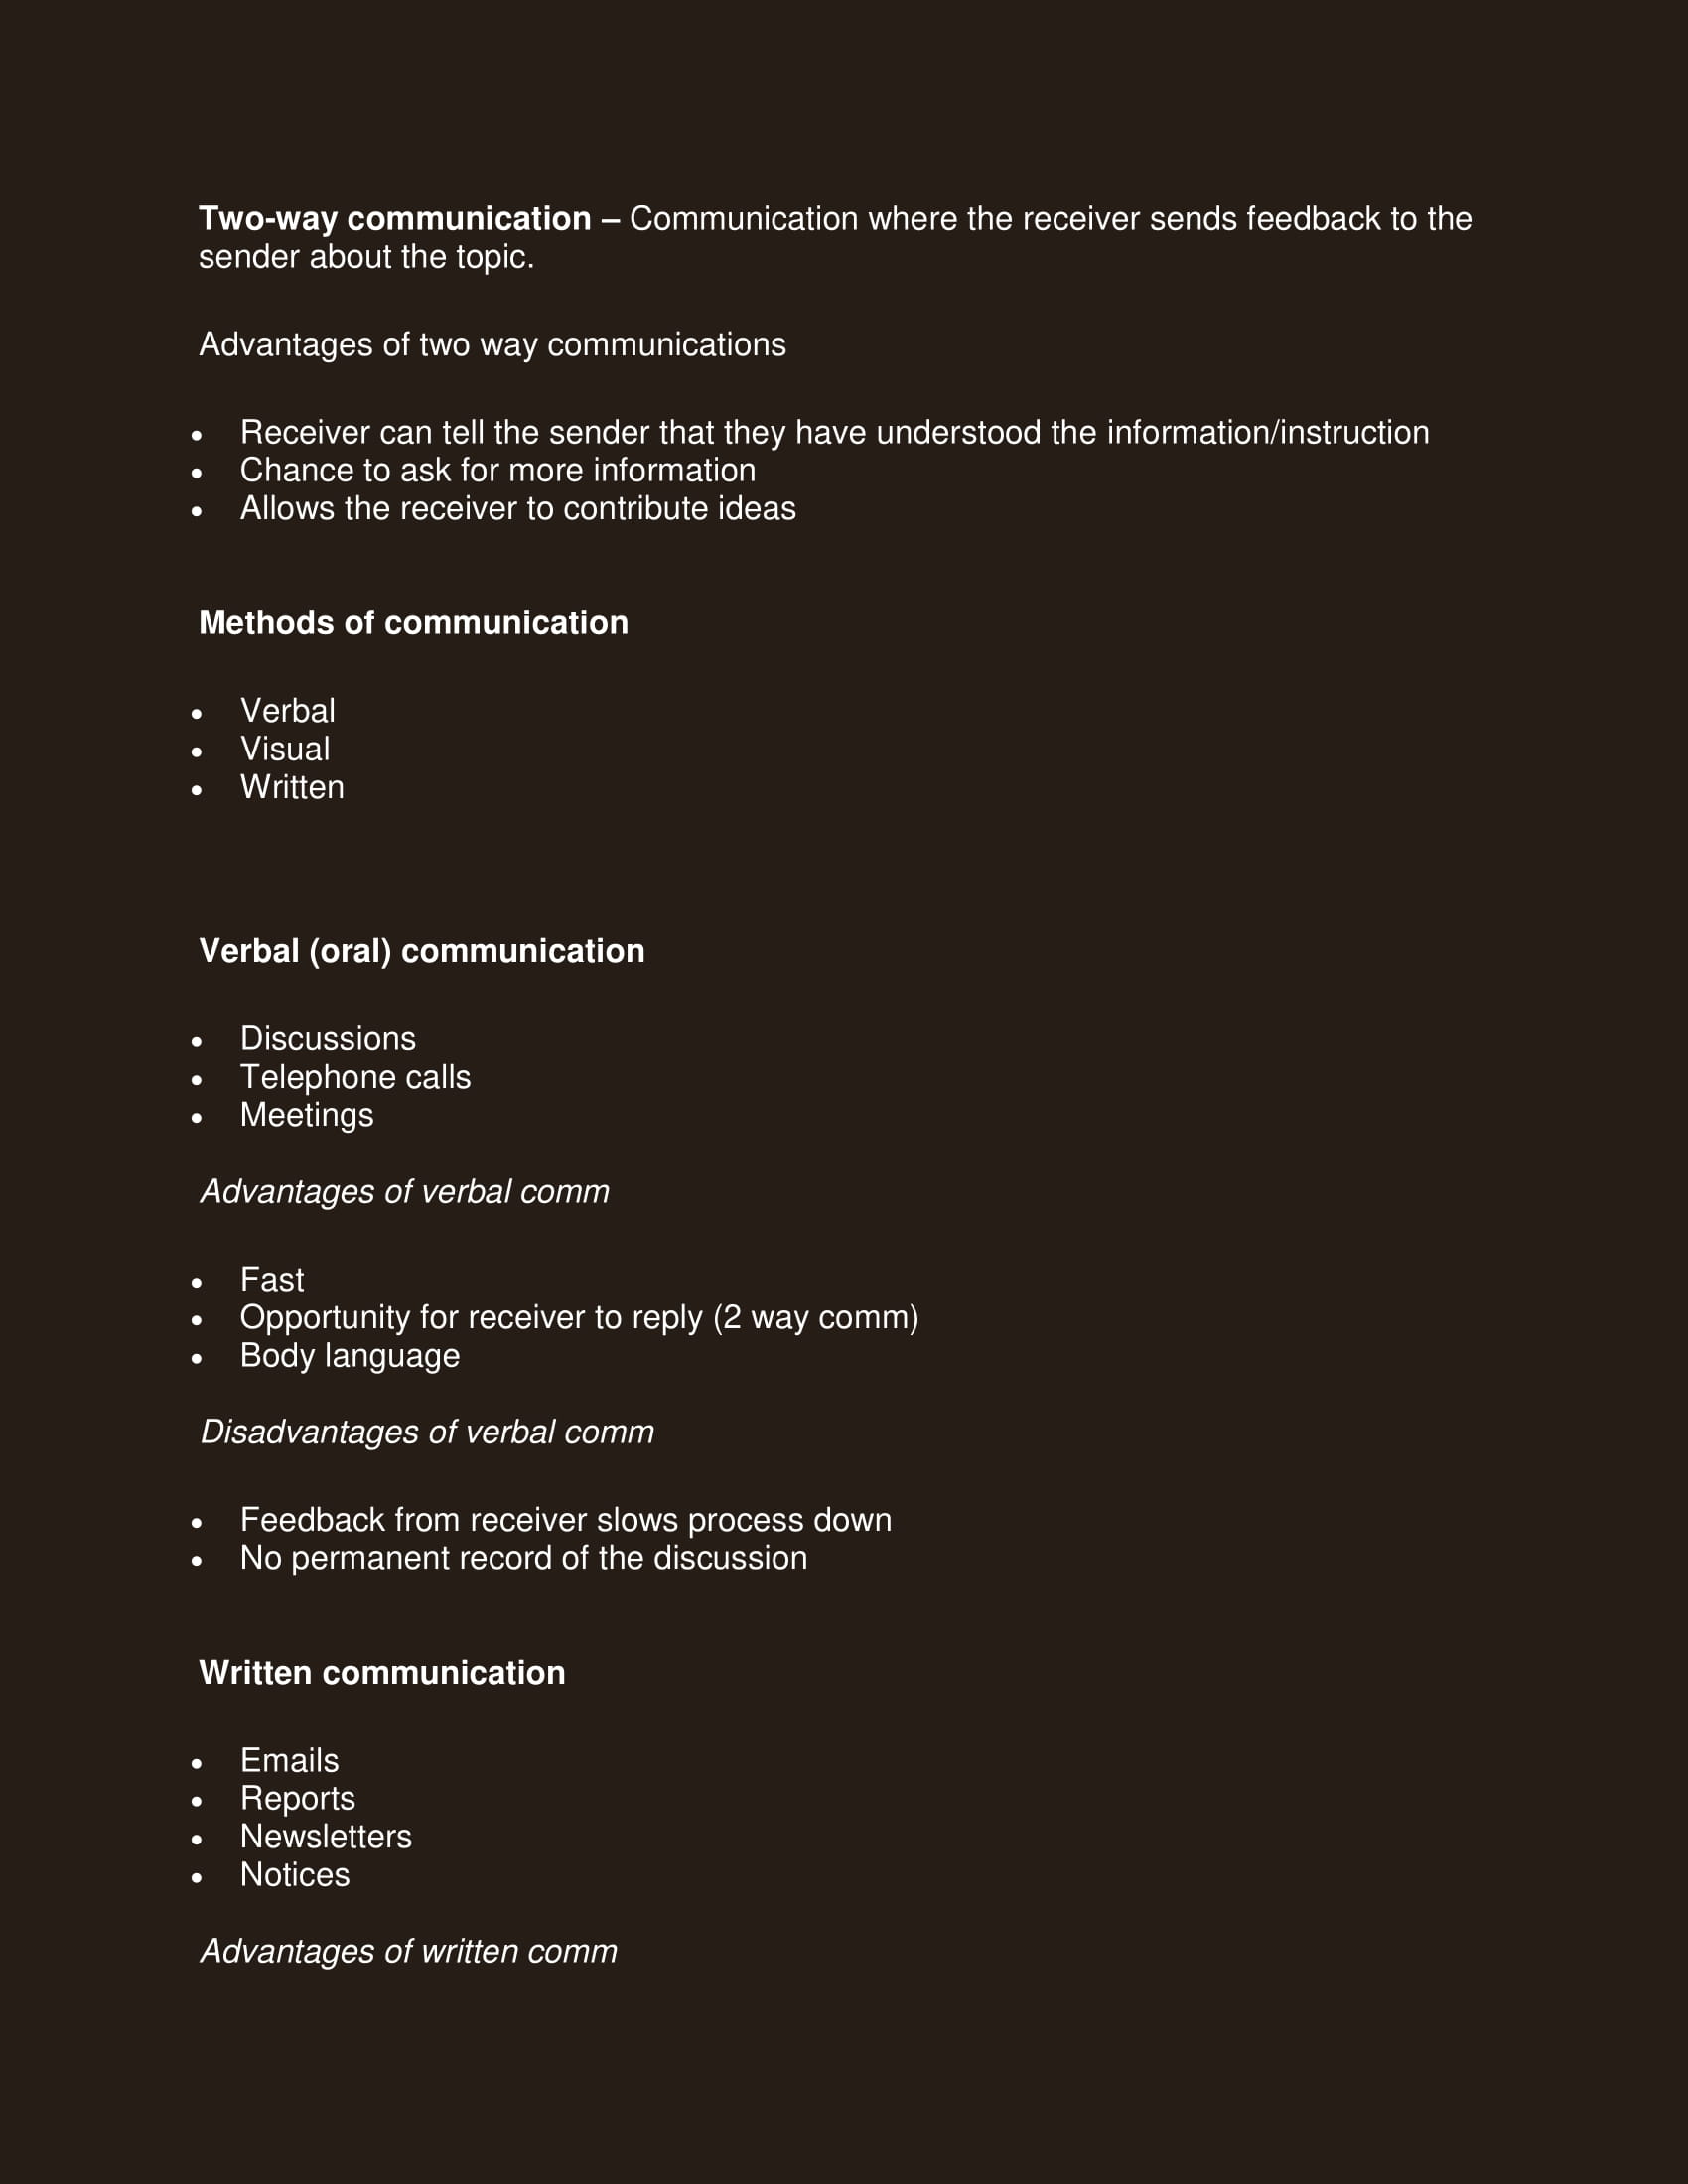 Two-way communication – Communication where the receiver sends feedback to the
sender about the topic.
Advantages of two way communications
• Receiver can tell the sender that they have understood the information/instruction
• Chance to ask for more information
• Allows the receiver to contribute ideas
Methods of communication
• Verbal
• Visual
• Written
Verbal (oral) communication
• Discussions
• Telephone calls
• Meetings
Advantages of verbal comm
• Fast
• Opportunity for receiver to reply (2 way comm)
• Body language
Disadvantages of verbal comm
• Feedback from receiver slows process down
• No permanent record of the discussion
Written communication
• Emails
• Reports
• Newsletters
• Notices
Advantages of written comm